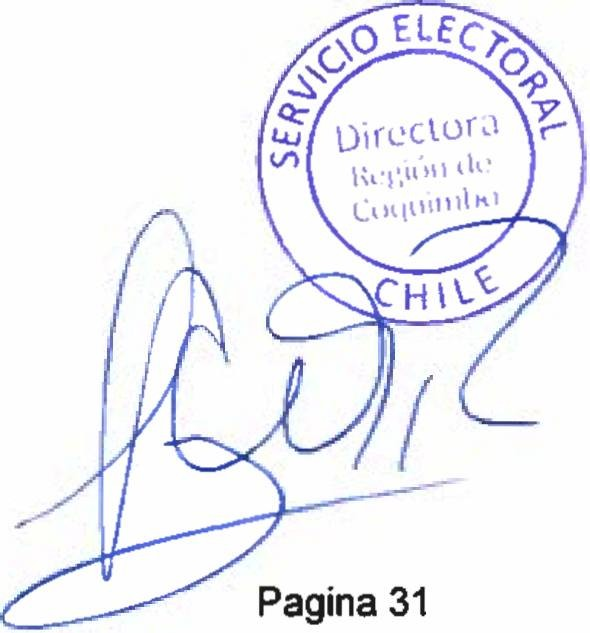 SERVICIO ELECTORAL
Directora
Región de
Coquimbo
CHILE
Pagina 31